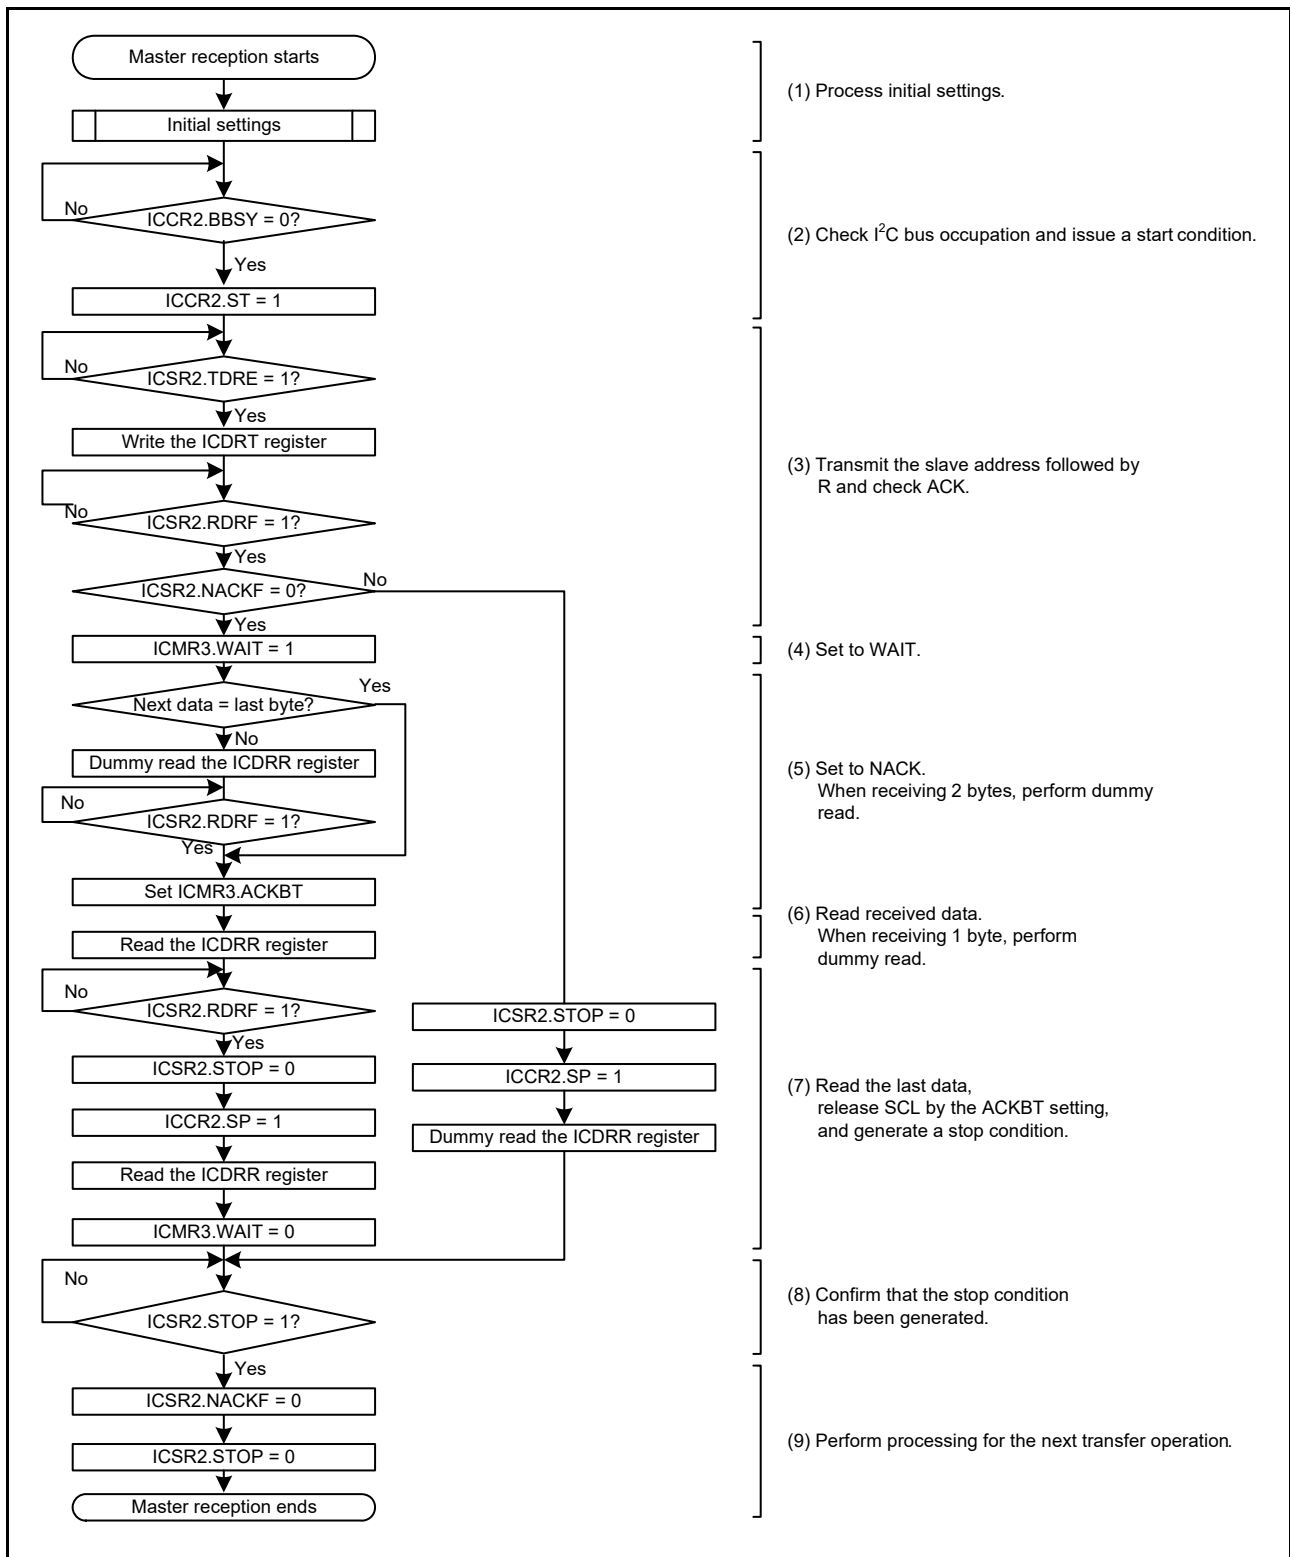 Master reception starts
(1) Process initial settings.
Initial settings
No
ICCR2.BBSY = 0?
(2) Check I²C bus occupation and issue a start condition.
Yes
ICCR2.ST = 1
No
ICSR2.TDRE = 1?
Yes
Write the ICDRT register
(3) Transmit the slave address followed by
R and check ACK.
No
ICSR2.RDRF = 1?
Yes
ICSR2.NACKF = 0?
No
Yes
ICMR3.WAIT = 1
(4) Set to WAIT.
Next data = last byte?
Yes
No
Dummy read the ICDRR register
(5) Set to NACK.
When receiving 2 bytes, perform dummy
read.
No
ICSR2.RDRF = 1?
Yes
Set ICMR3.ACKBT
(6) Read received data.
When receiving 1 byte, perform
dummy read.
Read the ICDRR register
No
ICSR2.RDRF = 1?
Yes
ICSR2.STOP = 0
ICCR2.SP = 1
Read the ICDRR register
ICMR3.WAIT = 0
ICSR2.STOP = 0
ICCR2.SP = 1
Dummy read the ICDRR register
(7) Read the last data,
release SCL by the ACKBT setting,
and generate a stop condition.
No
ICSR2.STOP = 1?
(8) Confirm that the stop condition
has been generated.
Yes
ICSR2.NACKF = 0
ICSR2.STOP = 0
(9) Perform processing for the next transfer operation.
Master reception ends